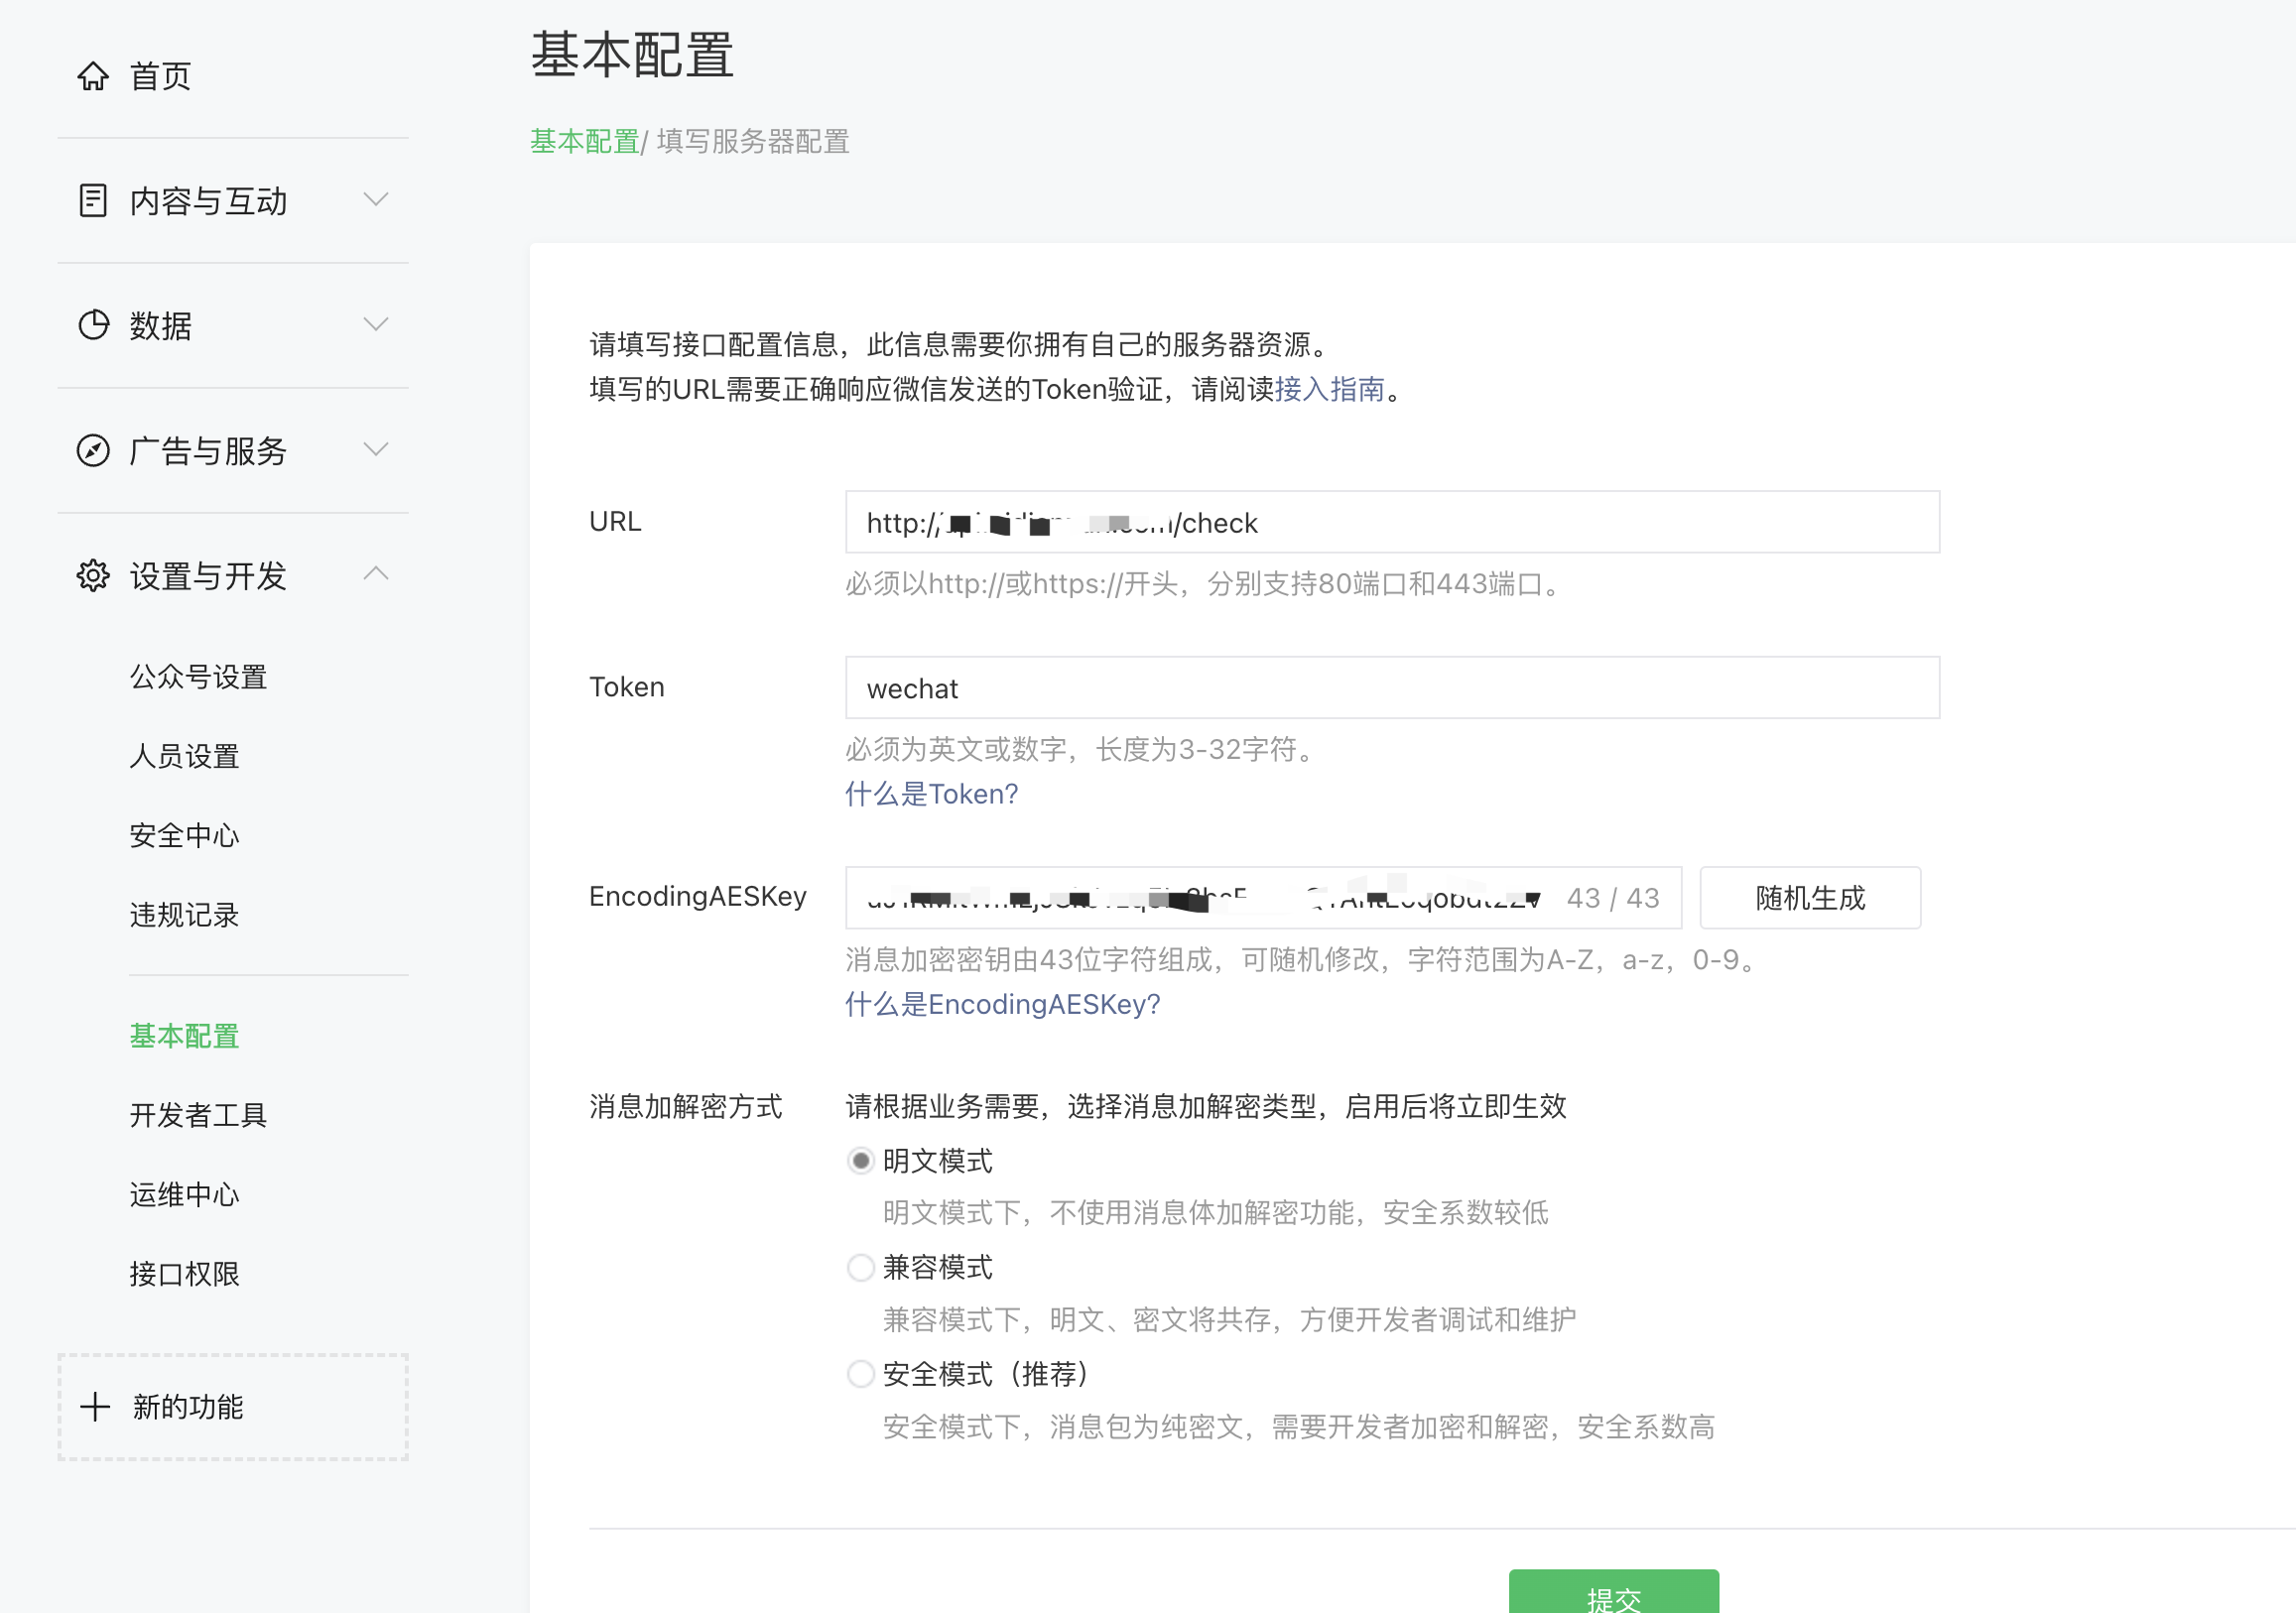 首页
内容与互动
数据
广告与服务
设置与开发
公众号设置
人员设置
安全中心
违规记录
基本配置
开发者工具
运维中心
接口权限
新的功能
基本配置
基本配置/ 填写服务器配置
请填写接口配置信息，此信息需要你拥有自己的服务器资源。
填写的URL需要正确响应微信发送的Token验证，请阅读接入指南。
URL
http:// /check
必须以http://或https://开头，分别支持80端口和443端口。
Token
wechat
必须为英文或数字，长度为3-32字符。
什么是Token?
EncodingAESKey
43 / 43
随机生成
消息加密密钥由43位字符组成，可随机修改，字符范围为A-Z，a-z，0-9。
什么是EncodingAESKey?
消息加解密方式
请根据业务需要，选择消息加解密类型，启用后将立即生效
明文模式
明文模式下，不使用消息体加解密功能，安全系数较低
兼容模式
兼容模式下，明文、密文将共存，方便开发者调试和维护
安全模式（推荐）
安全模式下，消息包为纯密文，需要开发者加密和解密，安全系数高
提交